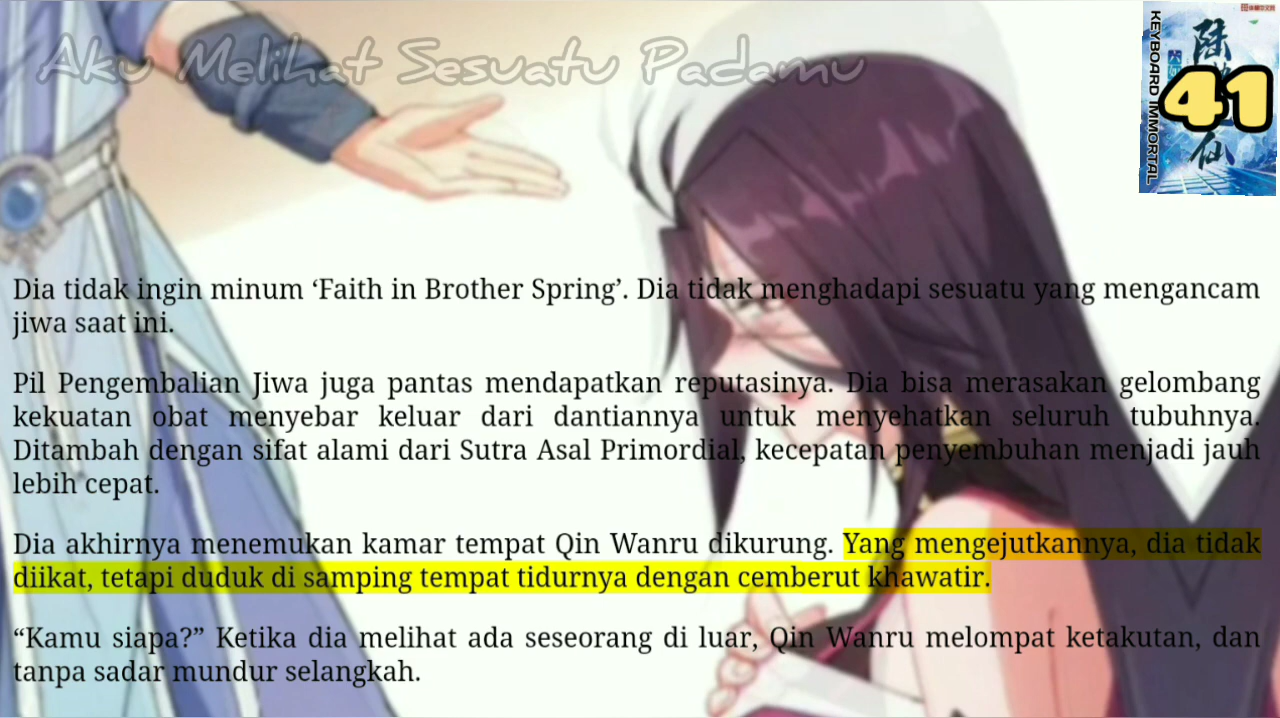 Aku Melihat Sesuatu Padamu
KEYBOARD IMMORTAL
陆
仙
41
Dia tidak ingin minum ‘Faith in Brother Spring’. Dia tidak menghadapi sesuatu yang mengancam
jiwa saat ini.
Pil Pengembalian Jiwa juga pantas mendapatkan reputasinya. Dia bisa merasakan gelombang
kekuatan obat menyebar keluar dari dantiannya untuk menyehatkan seluruh tubuhnya.
Ditambah dengan sifat alami dari Sutra Asal Primordial, kecepatan penyembuhan menjadi jauh
lebih cepat.
Dia akhirnya menemukan kamar tempat Qin Wanru dikurung. Yang mengejutkannya, dia tidak
diikat, tetapi duduk di samping tempat tidurnya dengan cemberut khawatir.
“Kamu siapa?” Ketika dia melihat ada seseorang di luar, Qin Wanru melompat ketakutan, dan
tanpa sadar mundur selangkah.